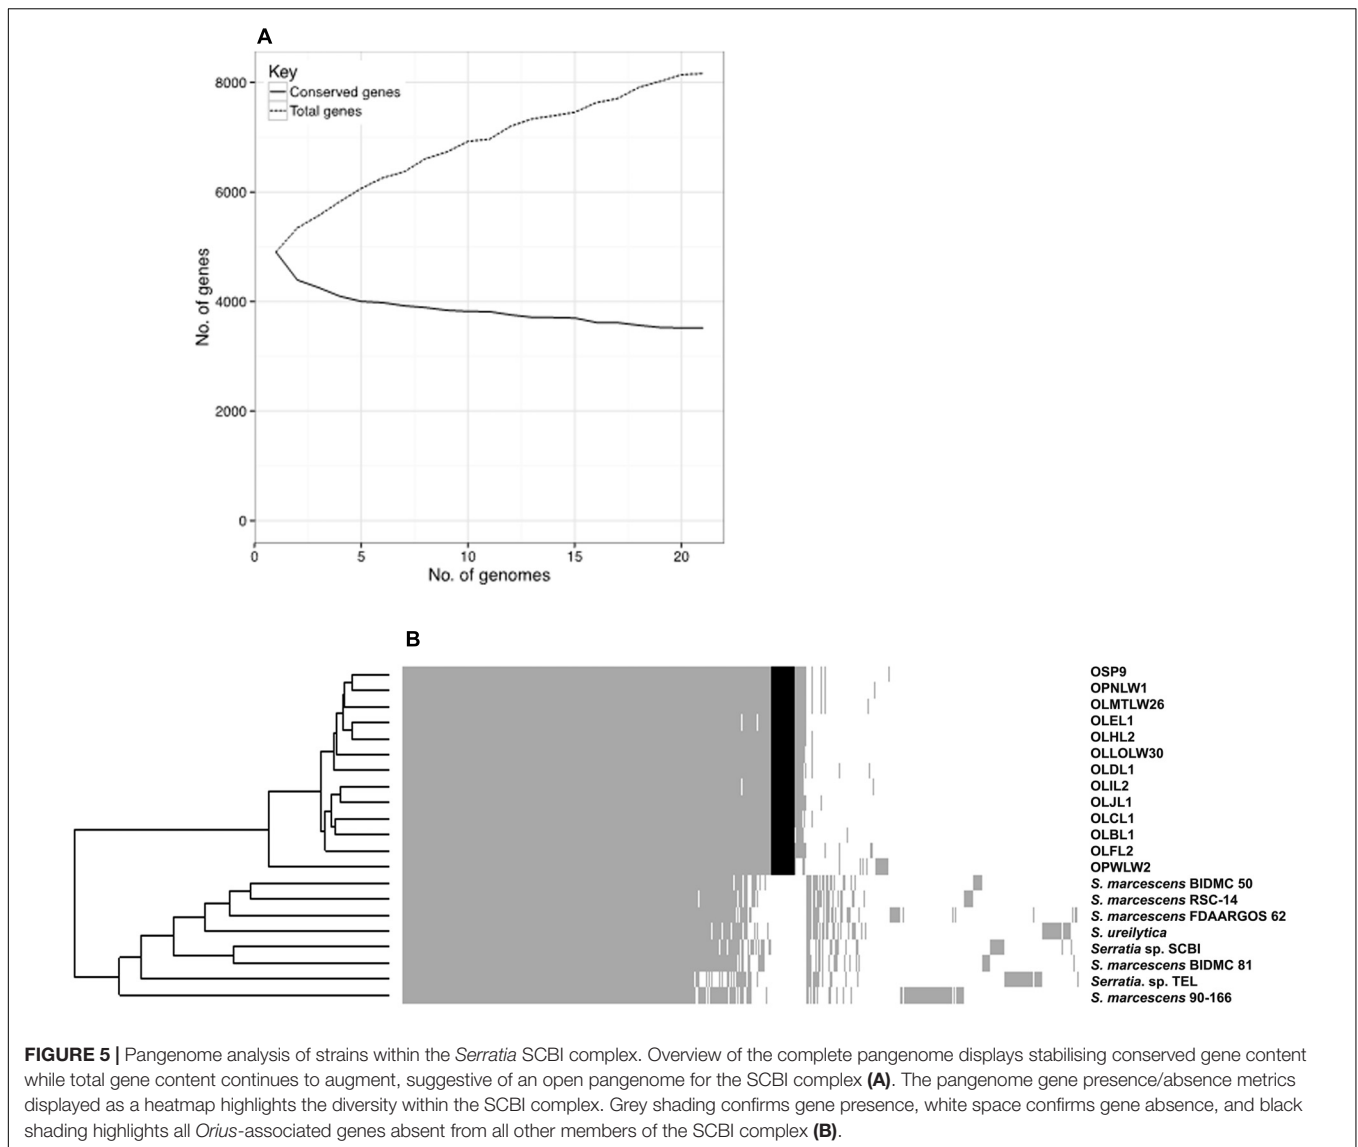 A
Key
Conserved genes
Total genes
8000
6000
4000
2000
0
No. of genes
0 5 10 15 20
No. of genomes
B
OSP9
OPNLW1
OLMTLW26
OLEL1
OLHL2
OLLOLW30
OLDL1
OLIL2
OLJL1
OLCL1
OLBL1
OLFL2
OPWLW2
S. marcescens BIDMC 50
S. marcescens RSC-14
S. marcescens FDAARGOS 62
S. ureilytica
Serratia sp. SCBI
S. marcescens BIDMC 81
Serratia. sp. TEL
S. marcescens 90-166
FIGURE 5 | Pangenome analysis of strains within the Serratia SCBI complex. Overview of the complete pangenome displays stabilising conserved gene content
while total gene content continues to augment, suggestive of an open pangenome for the SCBI complex (A). The pangenome gene presence/absence metrics
displayed as a heatmap highlights the diversity within the SCBI complex. Grey shading confirms gene presence, white space confirms gene absence, and black
shading highlights all Orius-associated genes absent from all other members of the SCBI complex (B).